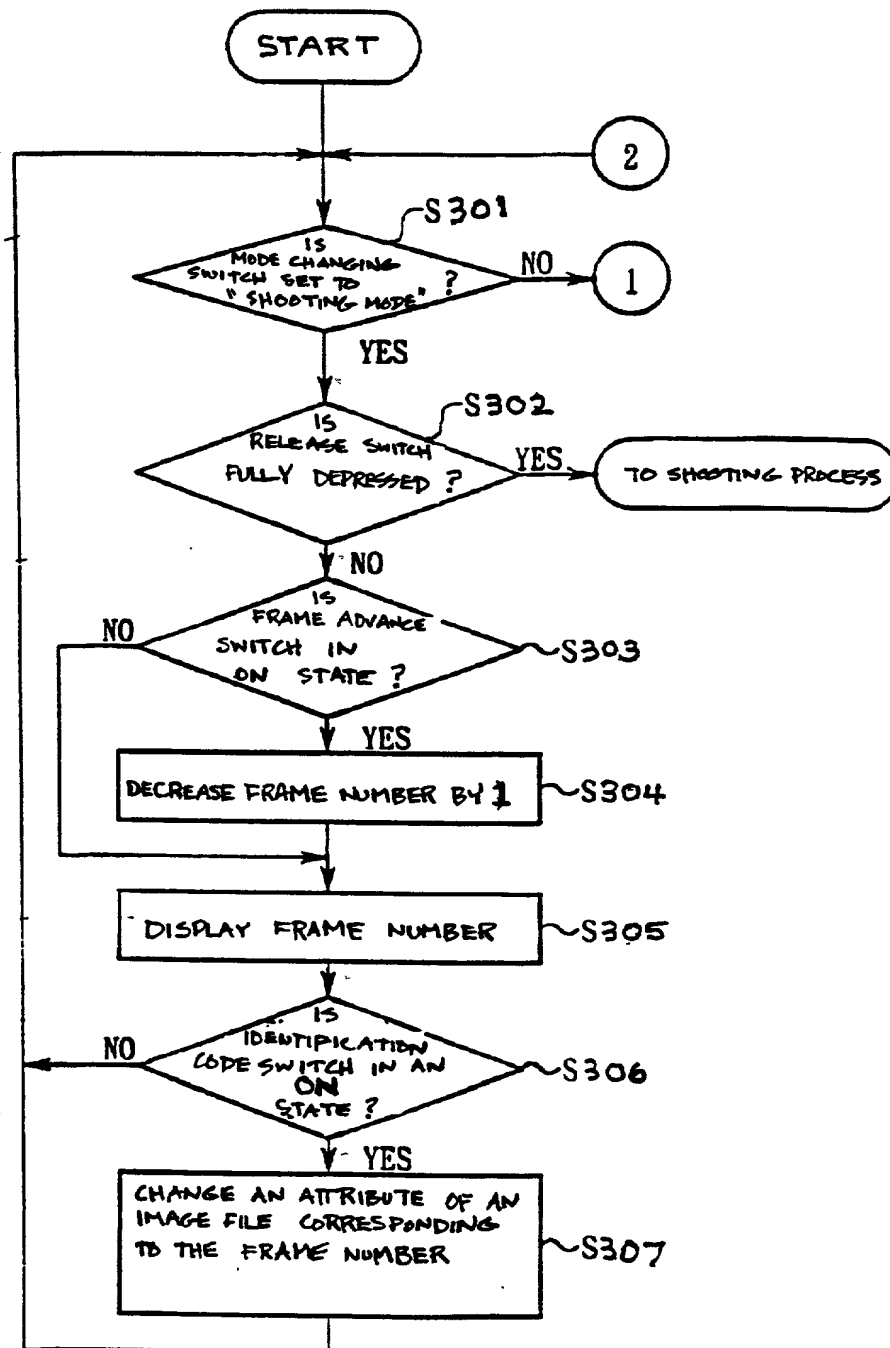 START
2
S301
IS
MODE CHANGING
SWITCH SET TO
"SHOOTING MODE" ?
NO
1
YES
S302
IS
RELEASE SWITCH
FULLY DEPRESSED ?
YES
TO SHOOTING PROCESS
NO
IS
FRAME ADVANCE
SWITCH IN
ON STATE ?
NO
S303
YES
DECREASE FRAME NUMBER BY 1
S304
DISPLAY FRAME NUMBER
S305
IS
IDENTIFICATION
CODE SWITCH IN AN
ON
STATE ?
NO
S306
YES
CHANGE AN ATTRIBUTE OF AN
IMAGE FILE CORRESPONDING
TO THE FRAME NUMBER
S307